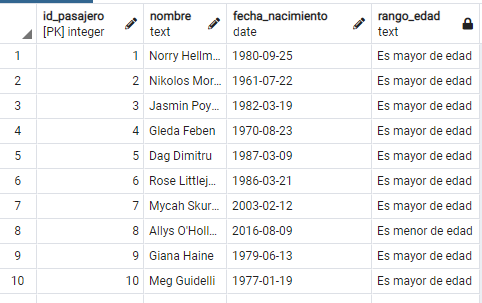 id_pasajero nombre fecha_nacimiento rango_edad
[PK] integer text date text
1 1 Norry Hellm... 1980-09-25 Es mayor de edad
2 2 Nikolos Mor... 1961-07-22 Es mayor de edad
3 3 Jasmin Poy... 1982-03-19 Es mayor de edad
4 4 Gleda Feben 1970-08-23 Es mayor de edad
5 5 Dag Dimitru 1987-03-09 Es mayor de edad
6 6 Rose Littlej... 1986-03-21 Es mayor de edad
7 7 Mycah Skur... 2003-02-12 Es mayor de edad
8 8 Allys O'Holl... 2016-08-09 Es menor de edad
9 9 Giana Haine 1979-06-13 Es mayor de edad
10 10 Meg Guidelli 1977-01-19 Es mayor de edad